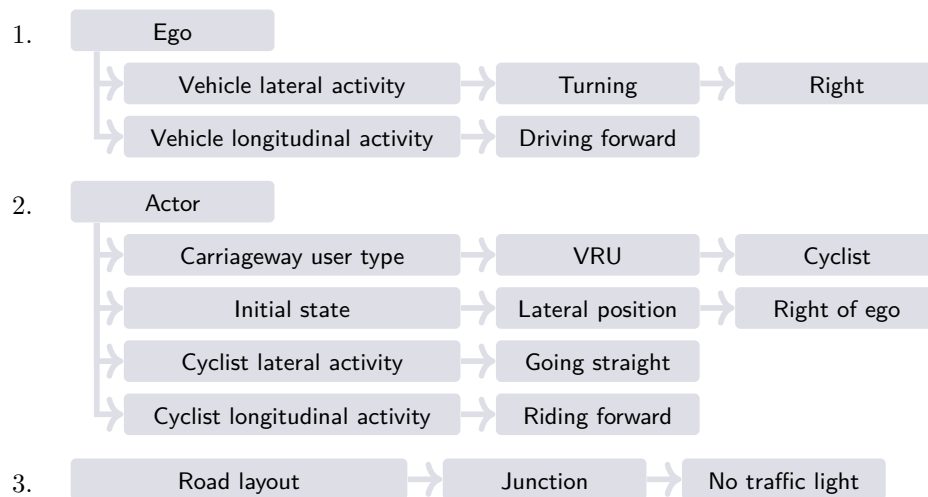 1. Ego
Vehicle lateral activity Turning Right
Vehicle longitudinal activity Driving forward
2. Actor
Carriageway user type VRU Cyclist
Initial state Lateral position Right of ego
Cyclist lateral activity Going straight
Cyclist longitudinal activity Riding forward
3. Road layout Junction No traffic light